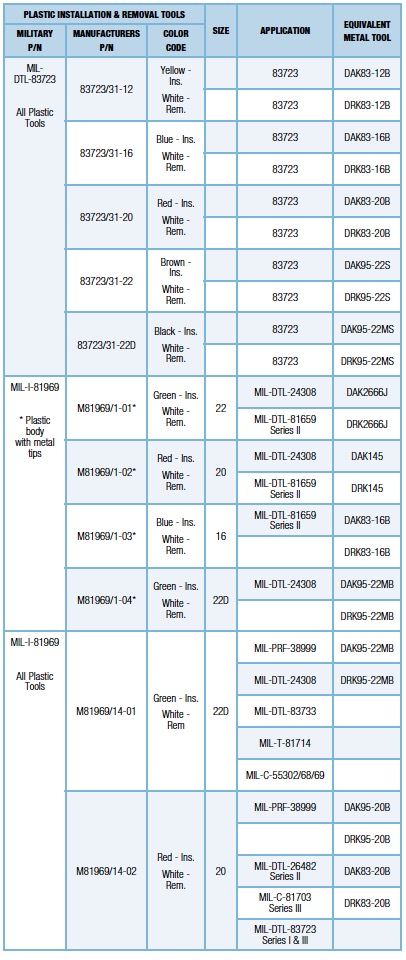 PLASTIC INSTALLATION & REMOVAL TOOLS
SIZE
APPLICATION
EQUIVALENT
METAL TOOL
MILITARY
P/N
MANUFACTURERS
P/N
COLOR
CODE
MIL-
DTL-83723
All Plastic
Tools
83723/31-12
Yellow -
Ins.
White -
Rem.
83723
DAK83-12B
83723
DRK83-12B
83723/31-16
Blue - Ins.
White -
Rem.
83723
DAK83-16B
83723
DRK83-16B
83723/31-20
Red - Ins.
White -
Rem.
83723
DAK83-20B
83723
DRK83-20B
83723/31-22
Brown -
Ins.
White -
Rem.
83723
DAK95-22S
83723
DRK95-22S
83723/31-22D
Black - Ins.
White -
Rem.
83723
DAK95-22MS
83723
DRK95-22MS
MIL-I-81969
* Plastic
body
with metal
tips
M81969/1-01*
Green - Ins.
White -
Rem.
22
MIL-DTL-24308
DAK2666J
MIL-DTL-81659
Series II
DRK2666J
M81969/1-02*
Red - Ins.
White -
Rem.
20
MIL-DTL-24308
DAK145
MIL-DTL-81659
Series II
DRK145
M81969/1-03*
Blue - Ins.
White -
Rem.
16
MIL-DTL-81659
Series II
DAK83-16B
DRK83-16B
M81969/1-04*
Green - Ins.
White -
Rem.
22D
MIL-DTL-24308
DAK95-22MB
DRK95-22MB
MIL-I-81969
All Plastic
Tools
M81969/14-01
Green - Ins.
White -
Rem
22D
MIL-PRF-38999
DAK95-22MB
MIL-DTL-24308
DRK95-22MB
MIL-DTL-83733
MIL-T-81714
MIL-C-55302/68/69
M81969/14-02
Red - Ins.
White -
Rem.
20
MIL-PRF-38999
DAK95-20B
DRK95-20B
MIL-DTL-26482
Series II
DAK83-20B
MIL-C-81703
Series III
DRK83-20B
MIL-DTL-83723
Series I & III